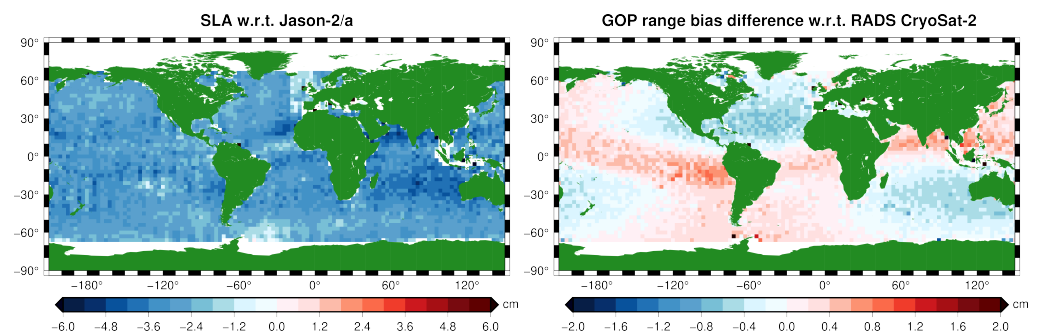 SLA w.r.t. Jason-2/a
90°
60°
30°
0°
−30°
−60°
−90°
−180° −120° −60° 0° 60° 120°
−6.0 −4.8 −3.6 −2.4 −1.2 0.0 1.2 2.4 3.6 4.8 6.0 cm
GOP range bias difference w.r.t. RADS CryoSat-2
90°
60°
30°
0°
−30°
−60°
−90°
−180° −120° −60° 0° 60° 120°
−2.0 −1.6 −1.2 −0.8 −0.4 0.0 0.4 0.8 1.2 1.6 2.0 cm